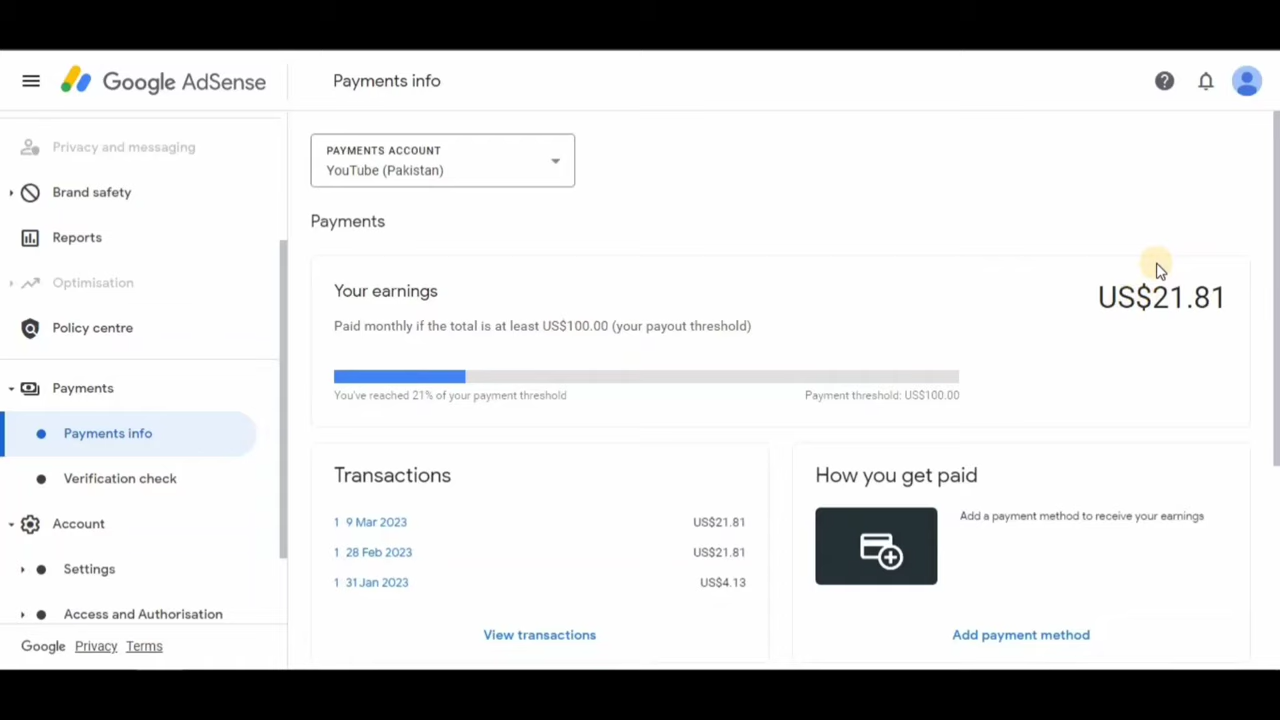 Google AdSense
Payments info
Privacy and messaging
Brand safety
Reports
Optimisation
Policy centre
Payments
Payments info
Verification check
Account
Settings
Access and Authorisation
Google Privacy Terms
PAYMENTS ACCOUNT
YouTube (Pakistan)
Payments
Your earnings
US$21.81
Paid monthly if the total is at least US$100.00 (your payout threshold)
You've reached 21% of your payment threshold
Payment threshold: US$100.00
Transactions
1 9 Mar 2023 US$21.81
1 28 Feb 2023 US$21.81
1 31 Jan 2023 US$4.13
View transactions
How you get paid
Add a payment method to receive your earnings
Add payment method